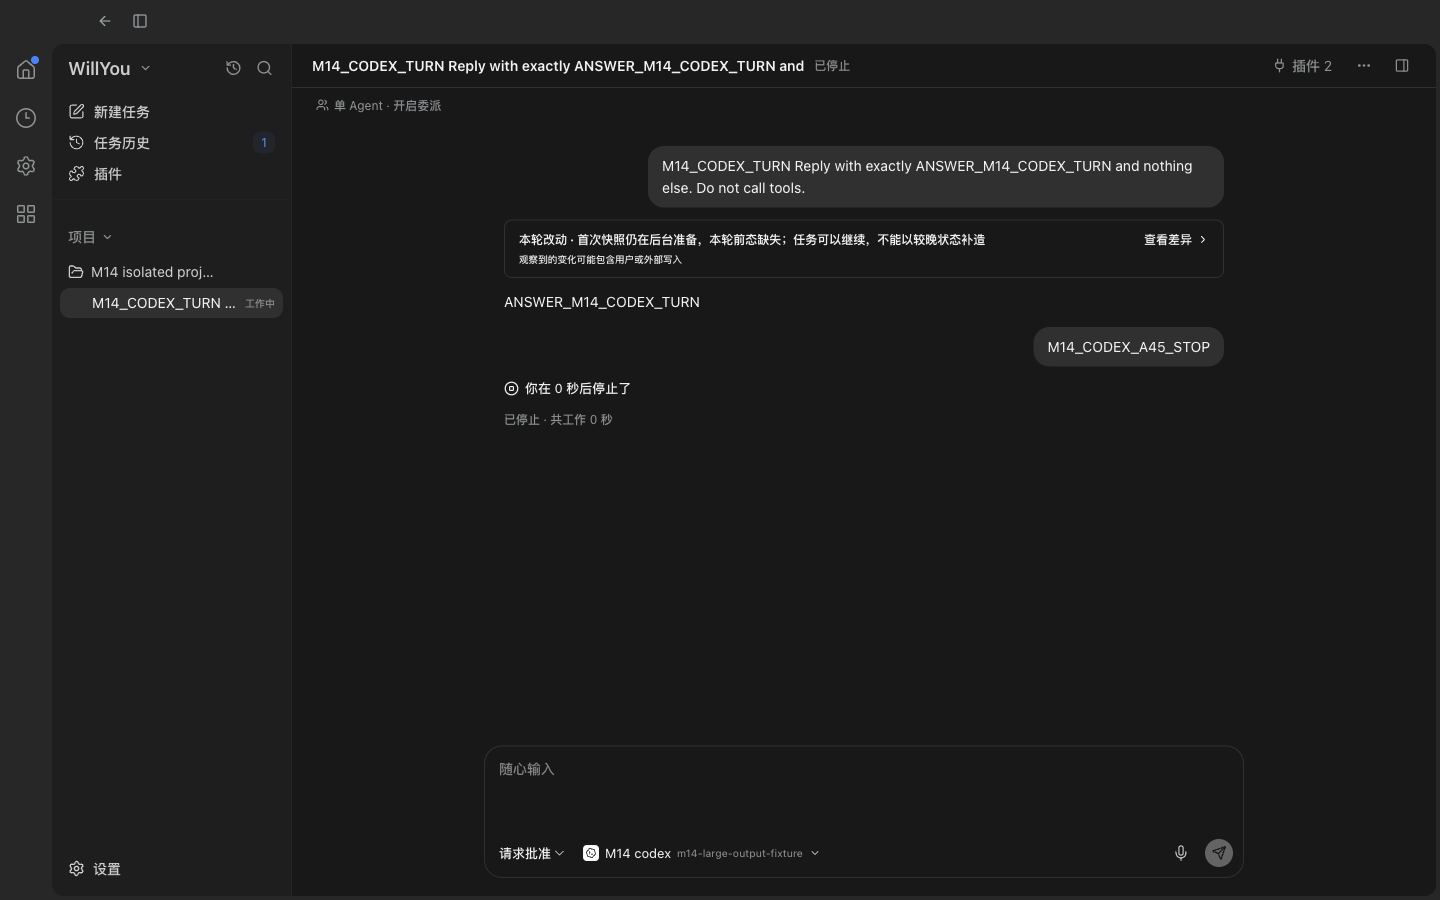 WillYou
新建任务
任务历史
1
插件
项目
M14 isolated proj...
M14_CODEX_TURN ...
工作中
设置
M14_CODEX_TURN Reply with exactly ANSWER_M14_CODEX_TURN and
已停止
插件 2
单 Agent · 开启委派
M14_CODEX_TURN Reply with exactly ANSWER_M14_CODEX_TURN and nothing
else. Do not call tools.
本轮改动 · 首次快照仍在后台准备，本轮前态缺失；任务可以继续，不能以较晚状态补造
查看差异
观察到的变化可能包含用户或外部写入
ANSWER_M14_CODEX_TURN
M14_CODEX_A45_STOP
你在 0 秒后停止了
已停止 · 共工作 0 秒
随心输入
请求批准
M14 codex
m14-large-output-fixture